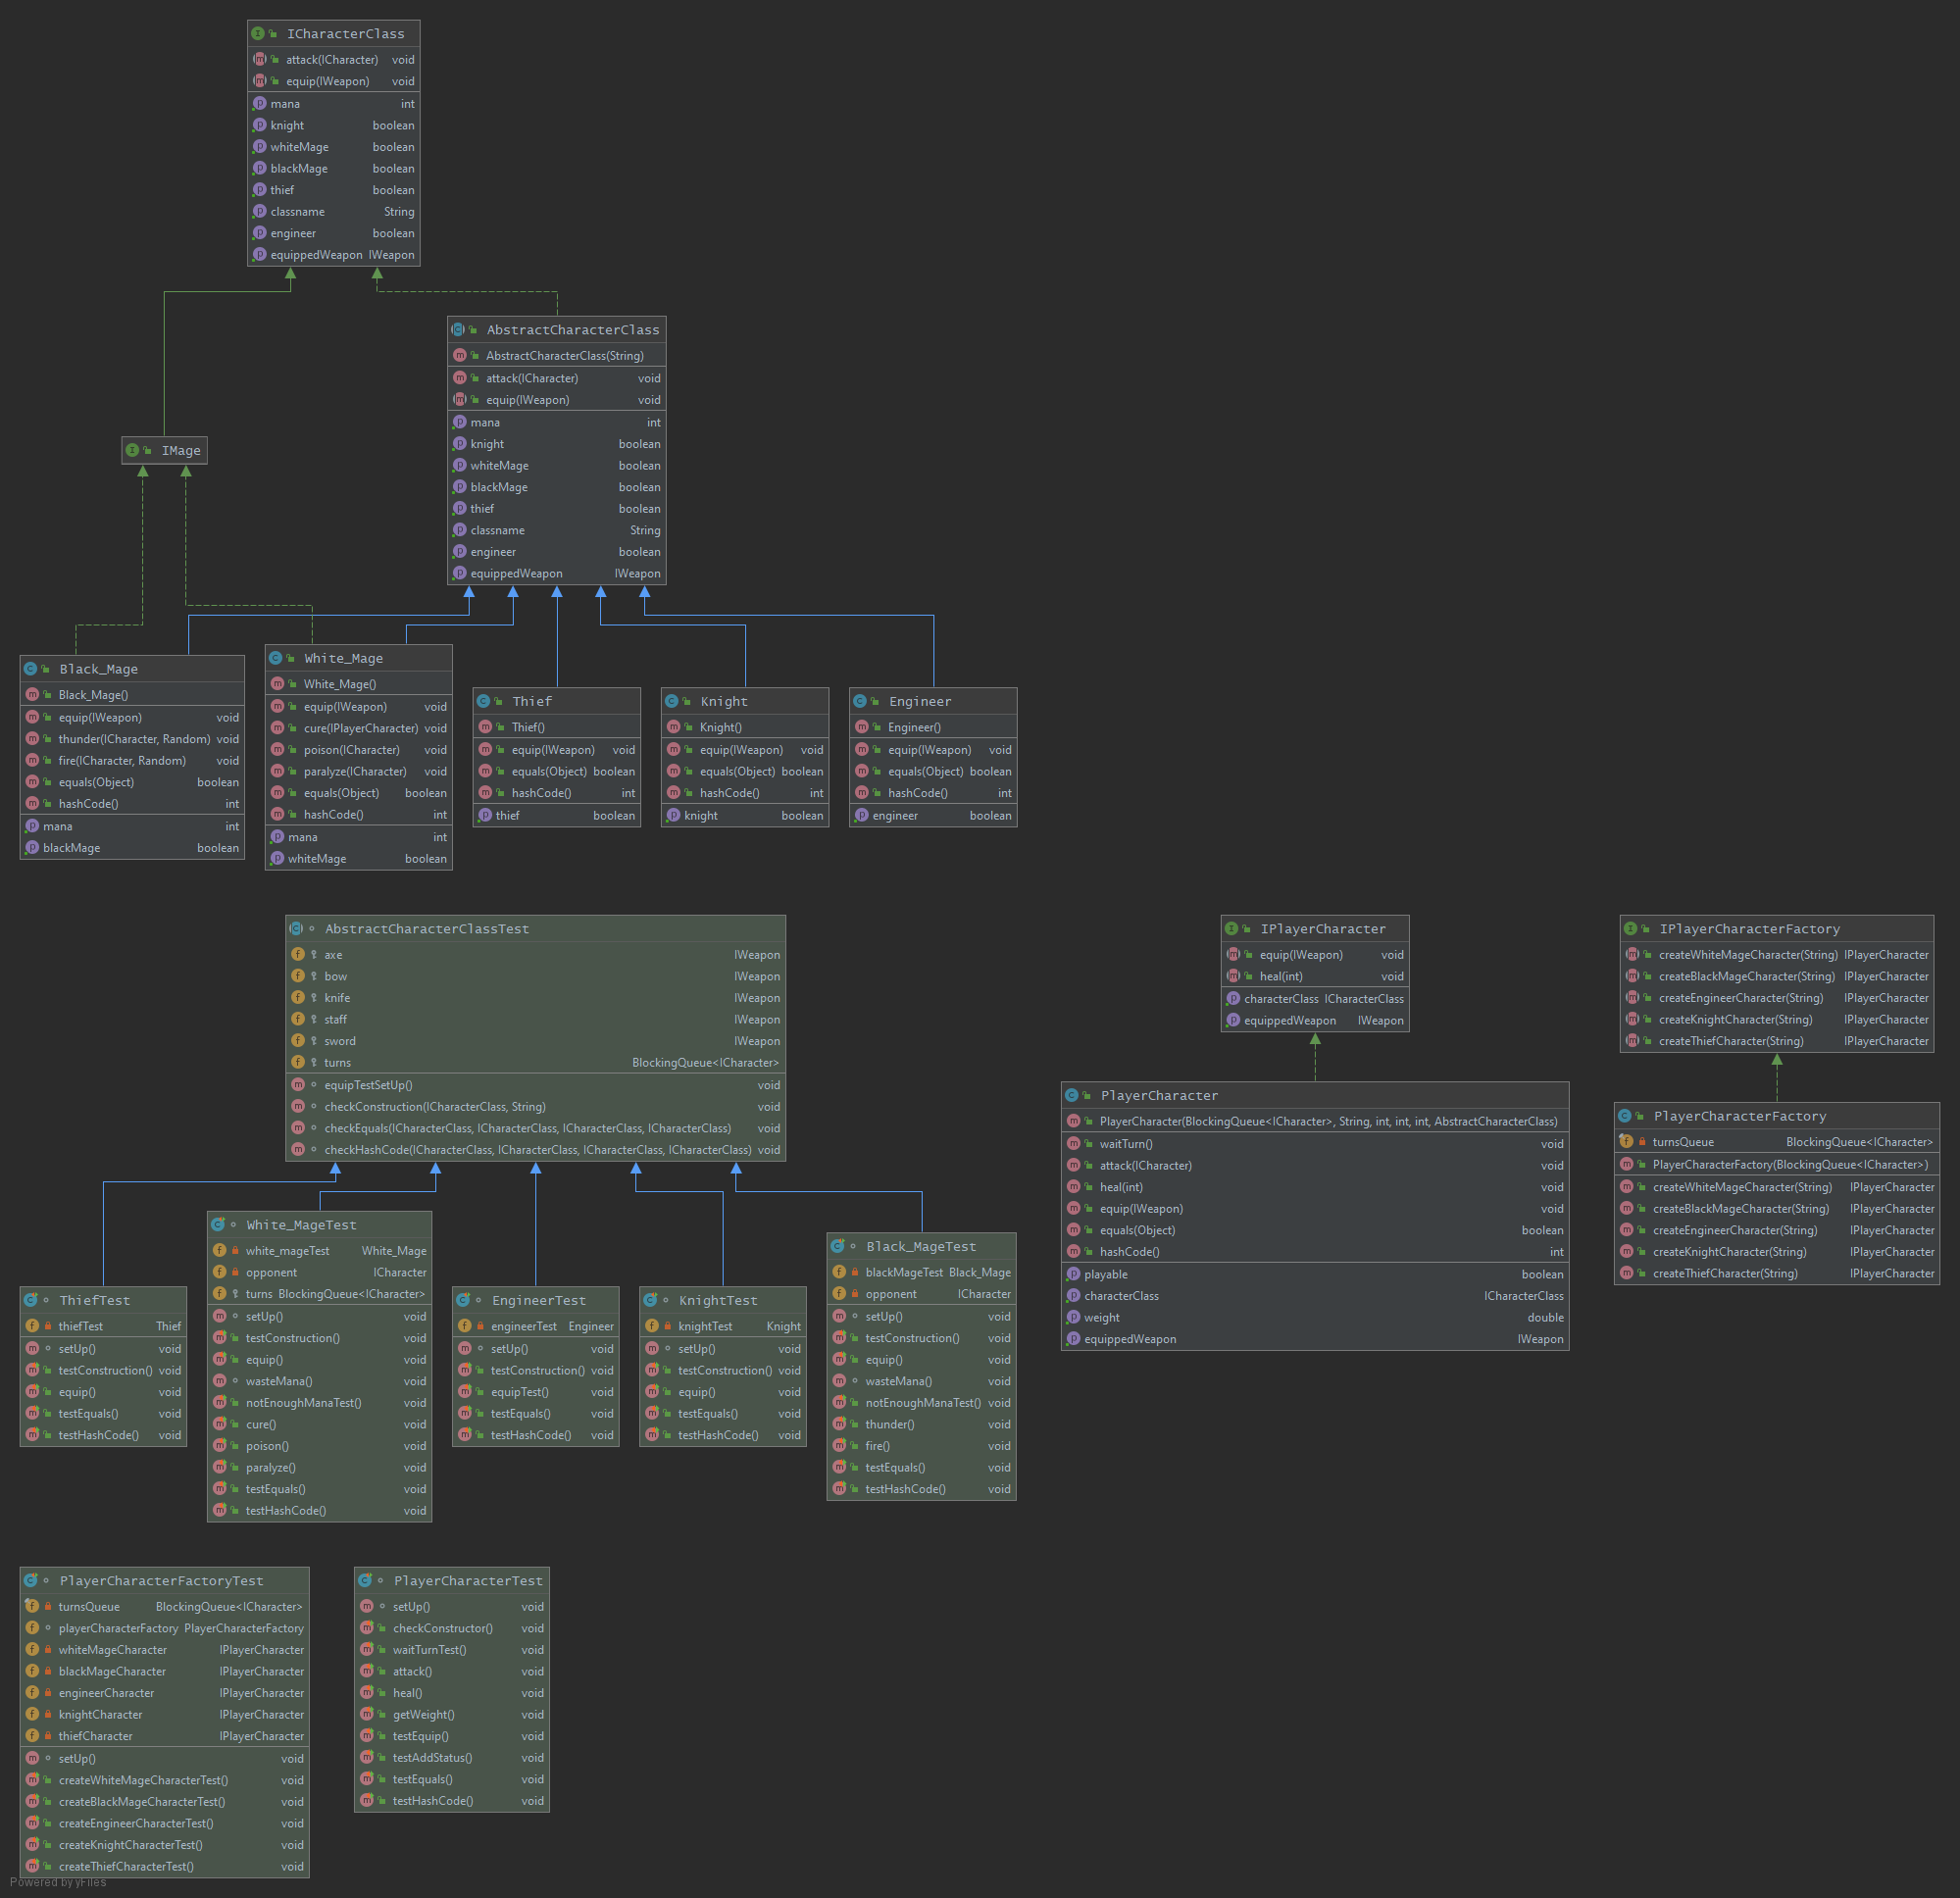 ICharacterClass
attack(ICharacter) void
equip(IWeapon) void
mana int
knight boolean
whiteMage boolean
blackMage boolean
thief boolean
classname String
engineer boolean
equippedWeapon IWeapon
AbstractCharacterClass
AbstractCharacterClass(String)
attack(ICharacter) void
equip(IWeapon) void
mana int
knight boolean
whiteMage boolean
blackMage boolean
thief boolean
classname String
engineer boolean
equippedWeapon IWeapon
IMage
Black_Mage
Black_Mage()
equip(IWeapon) void
thunder(ICharacter, Random) void
fire(ICharacter, Random) void
equals(Object) boolean
hashCode() int
mana int
blackMage boolean
White_Mage
White_Mage()
equip(IWeapon) void
cure(IPlayerCharacter) void
poison(ICharacter) void
paralyze(ICharacter) void
equals(Object) boolean
hashCode() int
mana int
whiteMage boolean
Thief
Thief()
equip(IWeapon) void
equals(Object) boolean
hashCode() int
thief boolean
Knight
Knight()
equip(IWeapon) void
equals(Object) boolean
hashCode() int
knight boolean
Engineer
Engineer()
equip(IWeapon) void
equals(Object) boolean
hashCode() int
engineer boolean
AbstractCharacterClassTest
axe IWeapon
bow IWeapon
knife IWeapon
staff IWeapon
sword IWeapon
turns BlockingQueue<ICharacter>
equipTestSetUp() void
checkConstruction(ICharacterClass, String) void
checkEquals(ICharacterClass, ICharacterClass, ICharacterClass, ICharacterClass) void
checkHashCode(ICharacterClass, ICharacterClass, ICharacterClass, ICharacterClass) void
IPlayerCharacter
equip(IWeapon) void
heal(int) void
characterClass ICharacterClass
equippedWeapon IWeapon
IPlayerCharacterFactory
createWhiteMageCharacter(String) IPlayerCharacter
createBlackMageCharacter(String) IPlayerCharacter
createEngineerCharacter(String) IPlayerCharacter
createKnightCharacter(String) IPlayerCharacter
createThiefCharacter(String) IPlayerCharacter
PlayerCharacter
PlayerCharacter(BlockingQueue<ICharacter>, String, int, int, int, AbstractCharacterClass)
waitTurn() void
attack(ICharacter) void
heal(int) void
equip(IWeapon) void
equals(Object) boolean
hashCode() int
playable boolean
characterClass ICharacterClass
weight double
equippedWeapon IWeapon
PlayerCharacterFactory
turnsQueue BlockingQueue<ICharacter>
PlayerCharacterFactory(BlockingQueue<ICharacter>)
createWhiteMageCharacter(String) IPlayerCharacter
createBlackMageCharacter(String) IPlayerCharacter
createEngineerCharacter(String) IPlayerCharacter
createKnightCharacter(String) IPlayerCharacter
createThiefCharacter(String) IPlayerCharacter
ThiefTest
thiefTest Thief
setUp() void
testConstruction() void
equip() void
testEquals() void
testHashCode() void
White_MageTest
white_mageTest White_Mage
opponent ICharacter
turns BlockingQueue<ICharacter>
setUp() void
testConstruction() void
equip() void
wasteMana() void
notEnoughManaTest() void
cure() void
poison() void
paralyze() void
testEquals() void
testHashCode() void
EngineerTest
engineerTest Engineer
setUp() void
testConstruction() void
equipTest() void
testEquals() void
testHashCode() void
KnightTest
knightTest Knight
setUp() void
testConstruction() void
equip() void
testEquals() void
testHashCode() void
Black_MageTest
blackMageTest Black_Mage
opponent ICharacter
setUp() void
testConstruction() void
equip() void
wasteMana() void
notEnoughManaTest() void
thunder() void
fire() void
testEquals() void
testHashCode() void
PlayerCharacterFactoryTest
turnsQueue BlockingQueue<ICharacter>
playerCharacterFactory PlayerCharacterFactory
whiteMageCharacter IPlayerCharacter
blackMageCharacter IPlayerCharacter
engineerCharacter IPlayerCharacter
knightCharacter IPlayerCharacter
thiefCharacter IPlayerCharacter
setUp() void
createWhiteMageCharacterTest() void
createBlackMageCharacterTest() void
createEngineerCharacterTest() void
createKnightCharacterTest() void
createThiefCharacterTest() void
PlayerCharacterTest
setUp() void
checkConstructor() void
waitTurnTest() void
attack() void
heal() void
getWeight() void
testEquip() void
testAddStatus() void
testEquals() void
testHashCode() void
Powered by yFiles